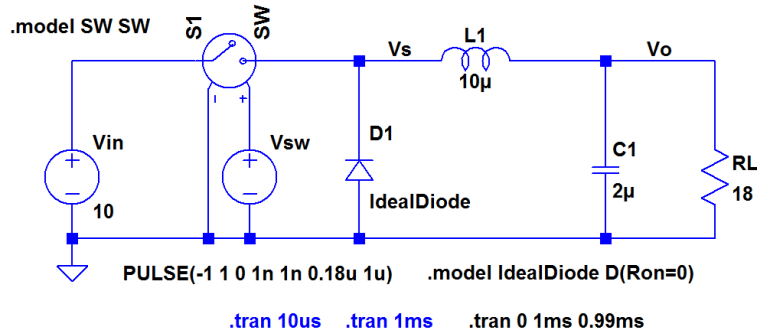 .model SW SW
S1
SW
Vs
L1
10µ
Vo
Vin
10
Vsw
D1
IdealDiode
C1
2µ
RL
18
PULSE(-1 1 0 1n 1n 0.18u 1u)
.model IdealDiode D(Ron=0)
.tran 10us
.tran 1ms
.tran 0 1ms 0.99ms